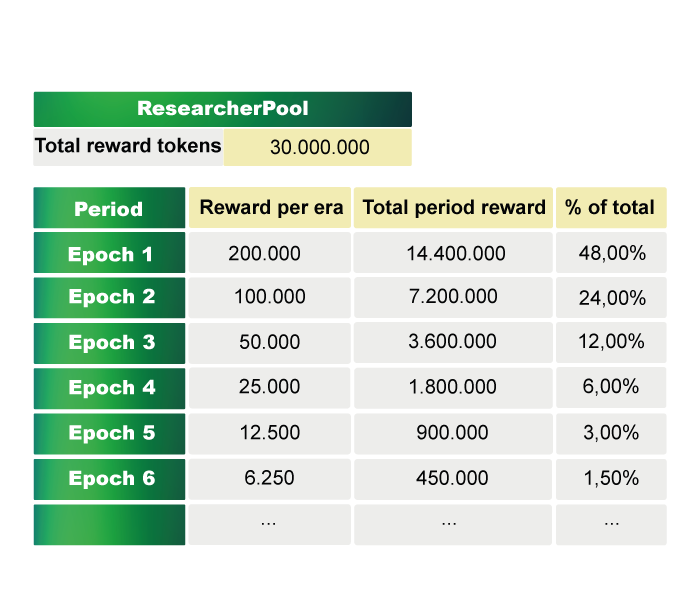 ResearcherPool
Total reward tokens 30.000.000
Period Reward per era Total period reward % of total
Epoch 1 200.000 14.400.000 48,00%
Epoch 2 100.000 7.200.000 24,00%
Epoch 3 50.000 3.600.000 12,00%
Epoch 4 25.000 1.800.000 6,00%
Epoch 5 12.500 900.000 3,00%
Epoch 6 6.250 450.000 1,50%
... ... ...